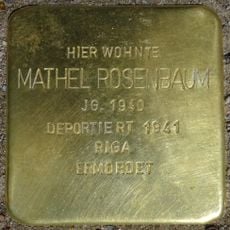 HIER WOHNTE
MATHEL ROSENBAUM
JG. 1940
DEPORTIERT 1941
RIGA
ERMORDET